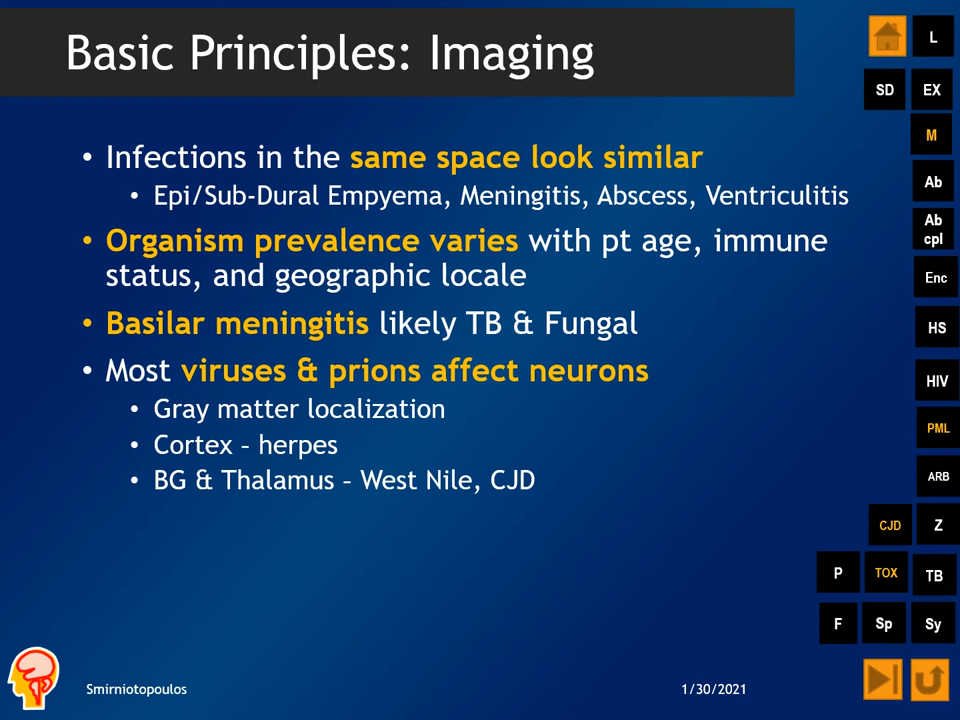 Basic Principles: Imaging
L
SD
EX
• Infections in the same space look similar
• Epi/Sub-Dural Empyema, Meningitis, Abscess, Ventriculitis
• Organism prevalence varies with pt age, immune
status, and geographic locale
• Basilar meningitis likely TB & Fungal
• Most viruses & prions affect neurons
• Gray matter localization
• Cortex – herpes
• BG & Thalamus – West Nile, CJD
M
Ab
Ab
cpl
Enc
HS
HIV
PML
ARB
CJD
Z
P
TOX
TB
F
Sp
Sy
Smirniotopoulos
1/30/2021